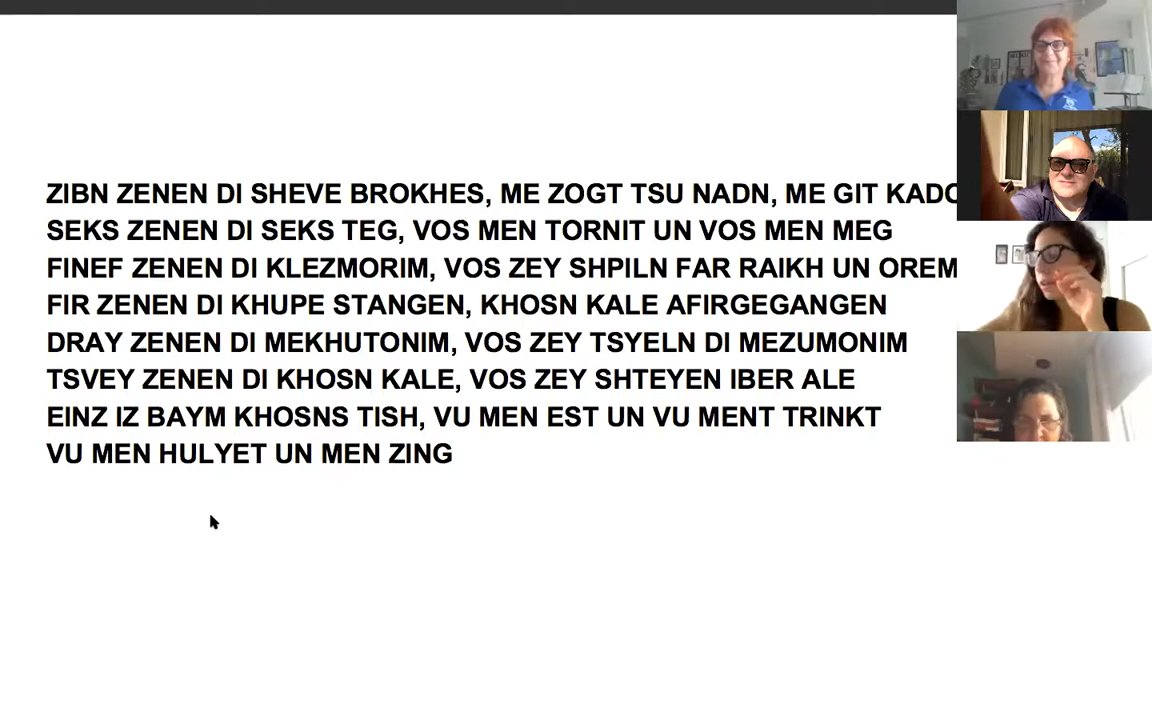 ZIBN ZENEN DI SHEVE BROKHES, ME ZOGT TSU NADN, ME GIT
SEKS ZENEN DI SEKS TEG, VOS MEN TORNIT UN VOS MEN MEG
FINEF ZENEN DI KLEZMORIM, VOS ZEY SHPILN FAR RAIKH UN OREM
FIR ZENEN DI KHUPE STANGEN, KHOSN KALE AFIRGEGANGEN
DRAY ZENEN DI MEKHUTONIM, VOS ZEY TSYELN DI MEZUMONIM
TSVEY ZENEN DI KHOSN KALE, VOS ZEY SHTEYEN IBER ALE
EINZ IZ BAYM KHOSNS TISH, VU MEN EST UN VU MENT TRINKT
VU MEN HULYET UN MEN ZING